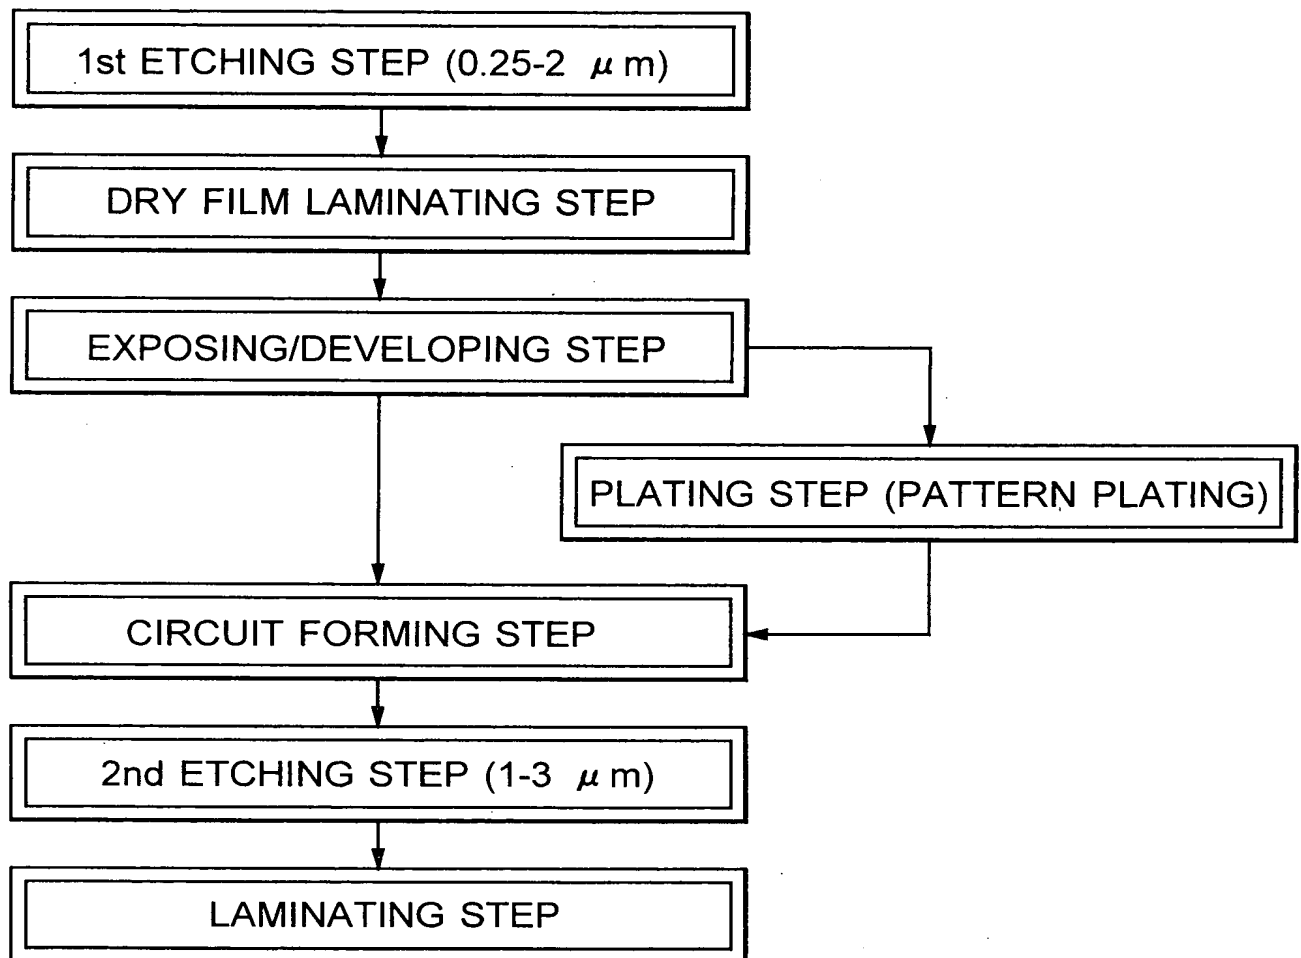 1st ETCHING STEP (0.25-2 μm)
DRY FILM LAMINATING STEP
EXPOSING/DEVELOPING STEP
PLATING STEP (PATTERN PLATING)
CIRCUIT FORMING STEP
2nd ETCHING STEP (1-3 μm)
LAMINATING STEP